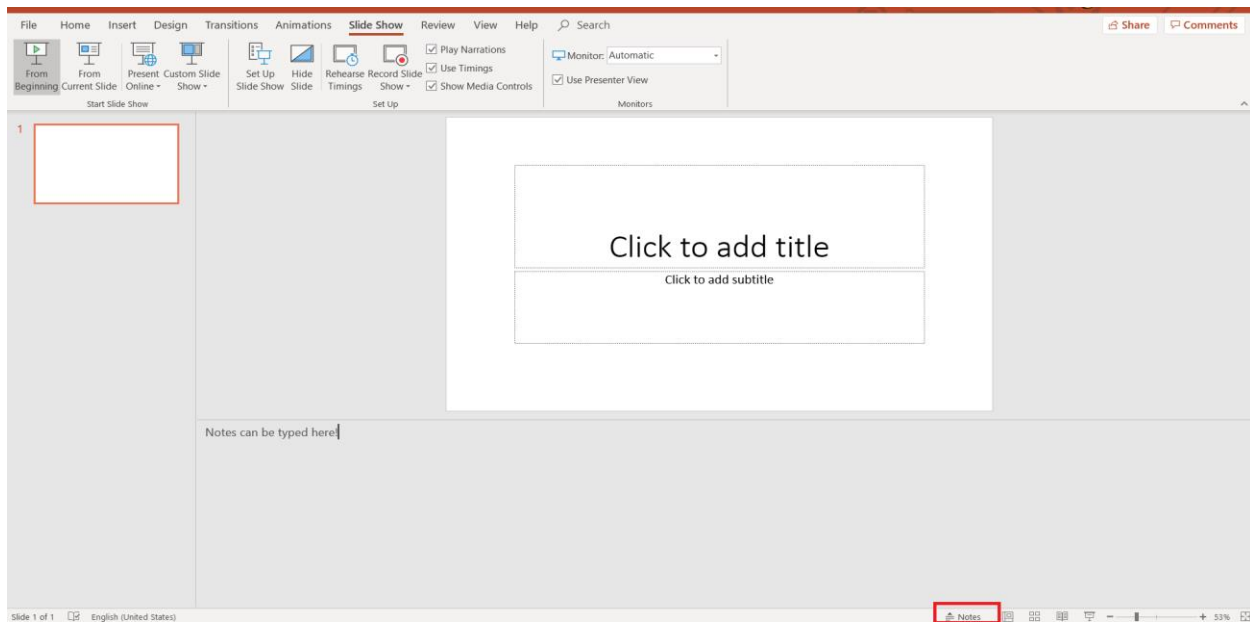 File Home Insert Design Transitions Animations Slide Show Review View Help Search Share Comments
From Beginning
From Current Slide
Present Online
Custom Slide Show
Set Up Slide Show
Hide Slide
Rehearse Timings
Record Slide Show
Play Narrations
Use Timings
Show Media Controls
Monitor: Automatic
Use Presenter View
Start Slide Show
Set Up
Monitors
1
Click to add title
Click to add subtitle
Notes can be typed here!
Slide 1 of 1 English (United States) Notes 53%